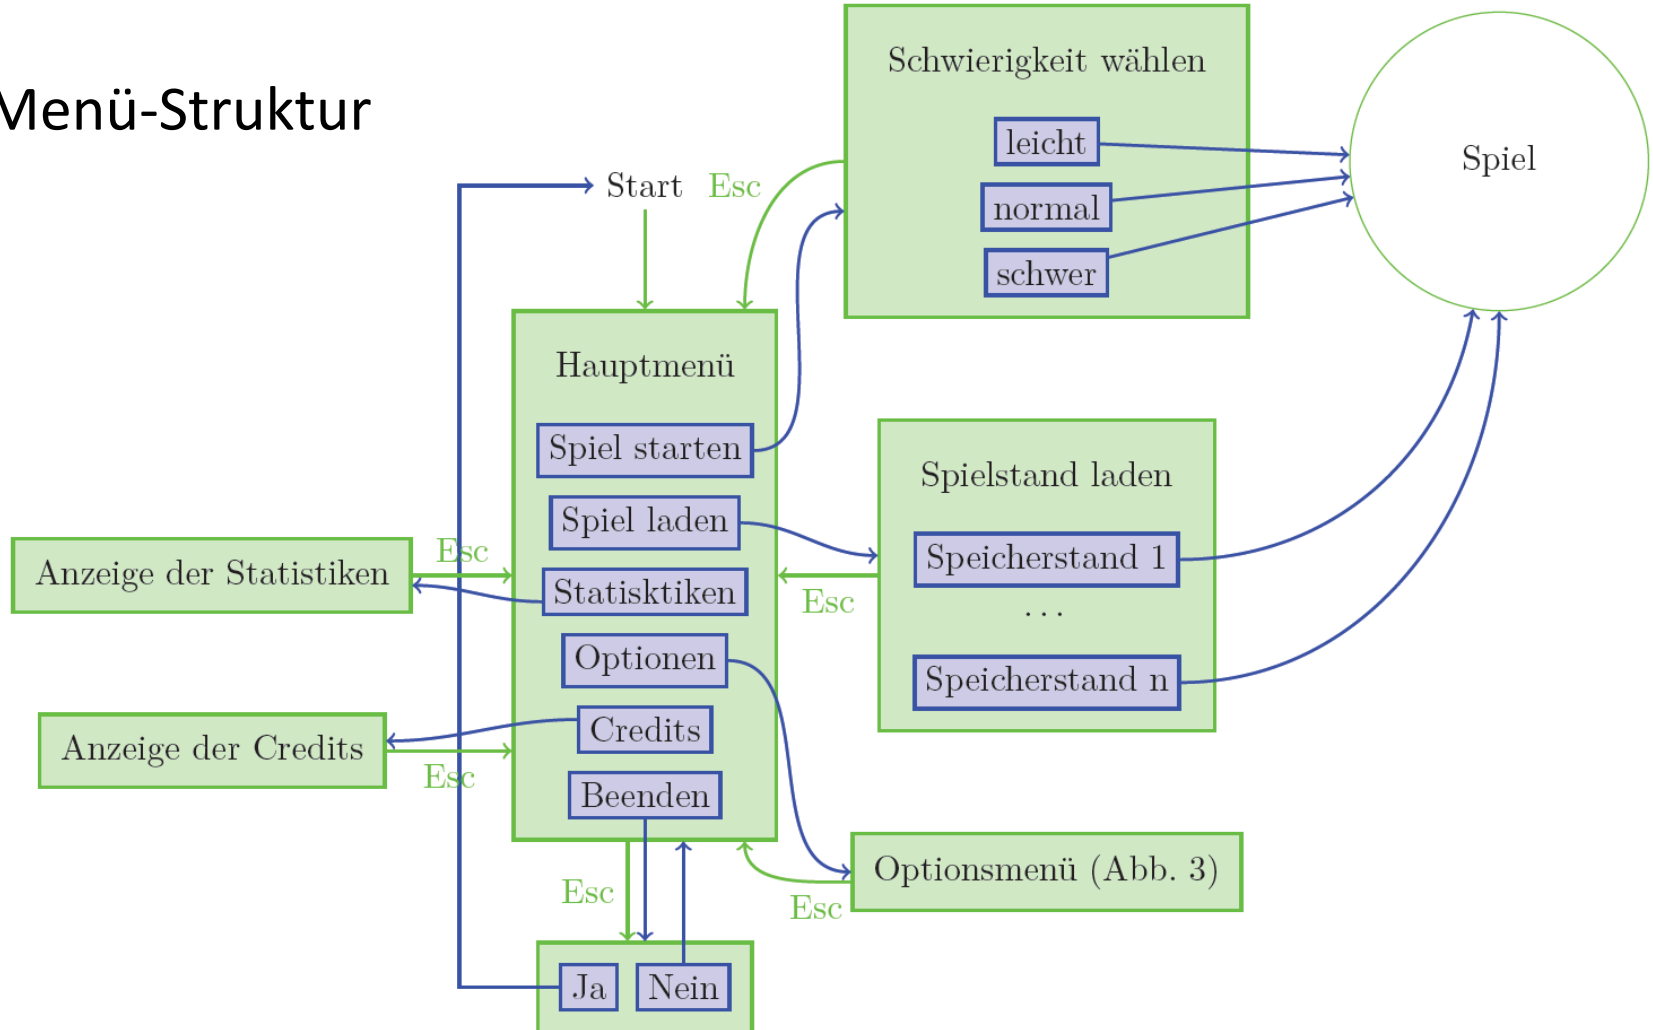 Menü-Struktur
Start
Esc
Schwierigkeit wählen
leicht
normal
schwer
Spiel
Hauptmenü
Spiel starten
Spiel laden
Statisktiken
Optionen
Credits
Beenden
Spielstand laden
Speicherstand 1
...
Speicherstand n
Esc
Anzeige der Statistiken
Esc
Anzeige der Credits
Esc
Optionsmenü (Abb. 3)
Esc
Esc
Ja
Nein